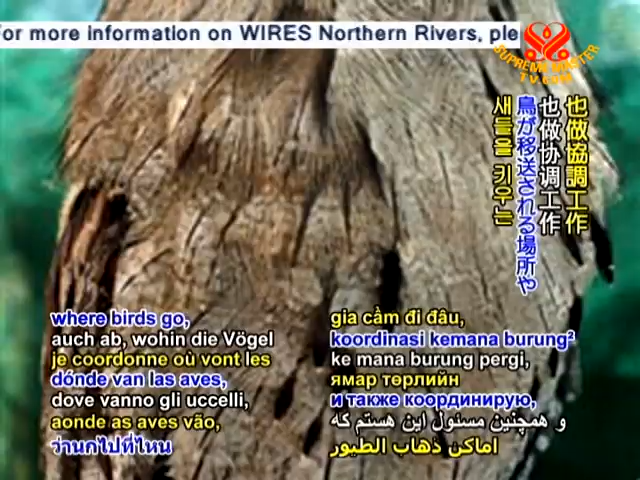 For more information on WIRES Northern Rivers, ple
SUPREME MASTER
TV.com
也做協調工作
也做协调工作
鳥が移送される場所や
새들을 키우는
where birds go,
auch ab, wohin die Vögel
je coordonne où vont les
dónde van las aves,
dove vanno gli uccelli,
aonde as aves vão,
ว่านกไปที่ไหน
gia cầm đi đâu,
koordinasi kemana burung²
ke mana burung pergi,
ямар төрлийн
и также координирую,
و همچنین مسئول این هستم که
اماكن ذهاب الطيور